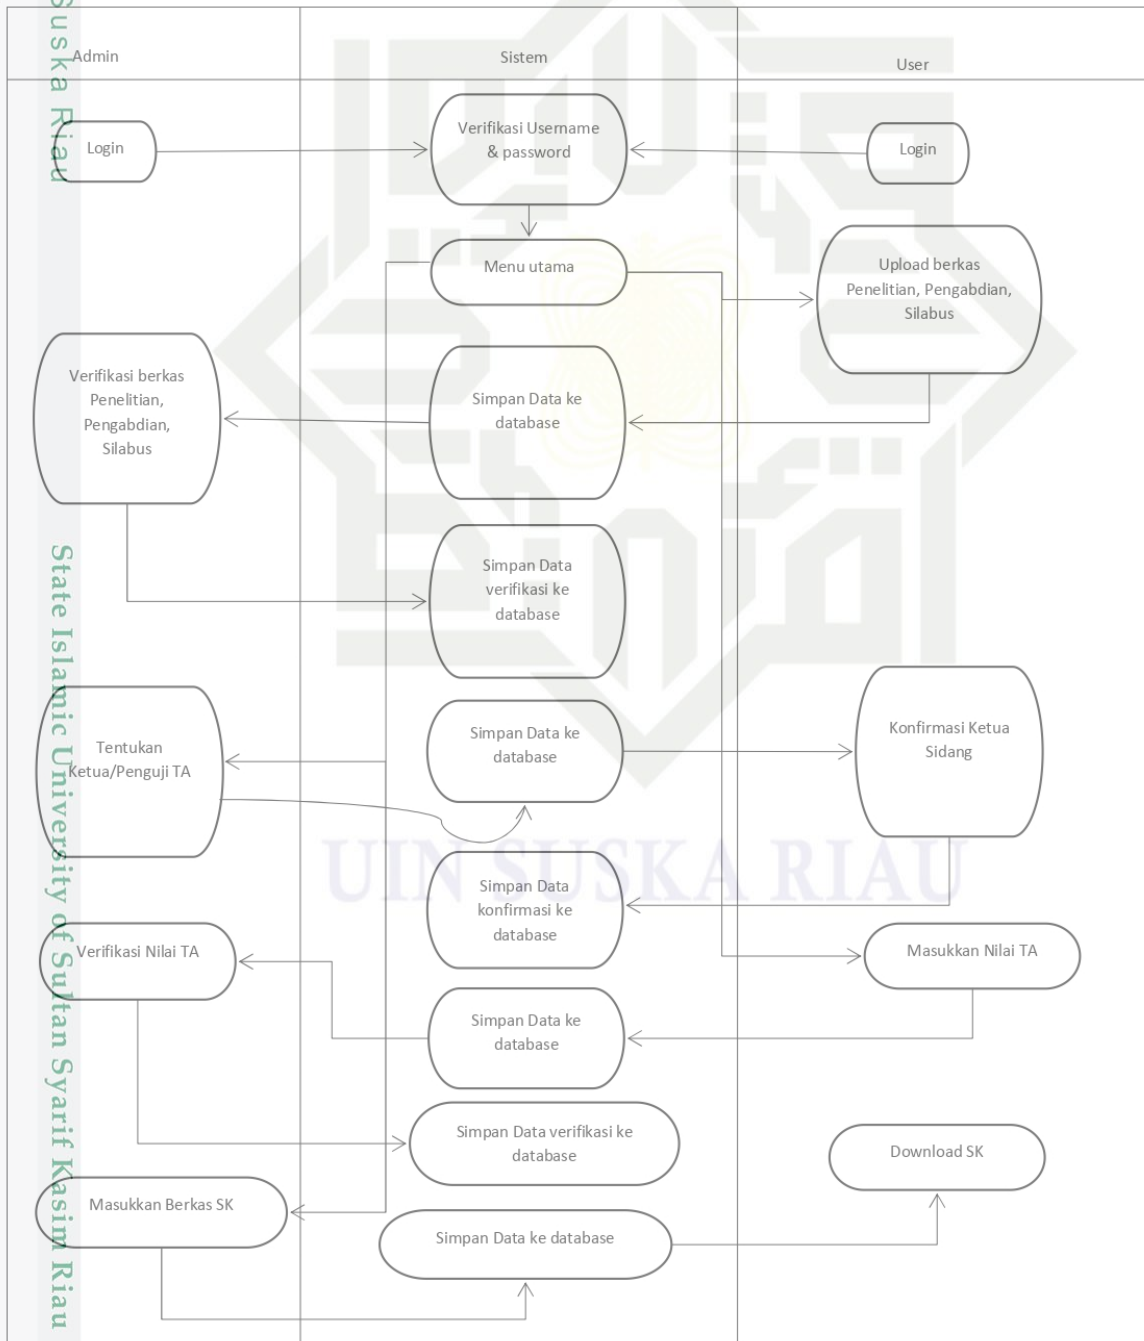 Suska Riau
Admin
Sistem
User
Login
Verifikasi Username
& password
Login
Menu utama
Upload berkas
Penelitian, Pengabdian,
Silabus
Verifikasi berkas
Penelitian,
Pengabdian,
Silabus
Simpan Data ke
database
Simpan Data
verifikasi ke
database
Tentukan
Ketua/Penguji TA
Simpan Data ke
database
Konfirmasi Ketua
Sidang
UIN SUSKA RIAU
Simpan Data
konfirmasi ke
database
Verifikasi Nilai TA
Masukkan Nilai TA
Simpan Data ke
database
Simpan Data verifikasi ke
database
Download SK
Masukkan Berkas SK
Simpan Data ke database
State Islamic University of Sultan Syarif Kasim Riau